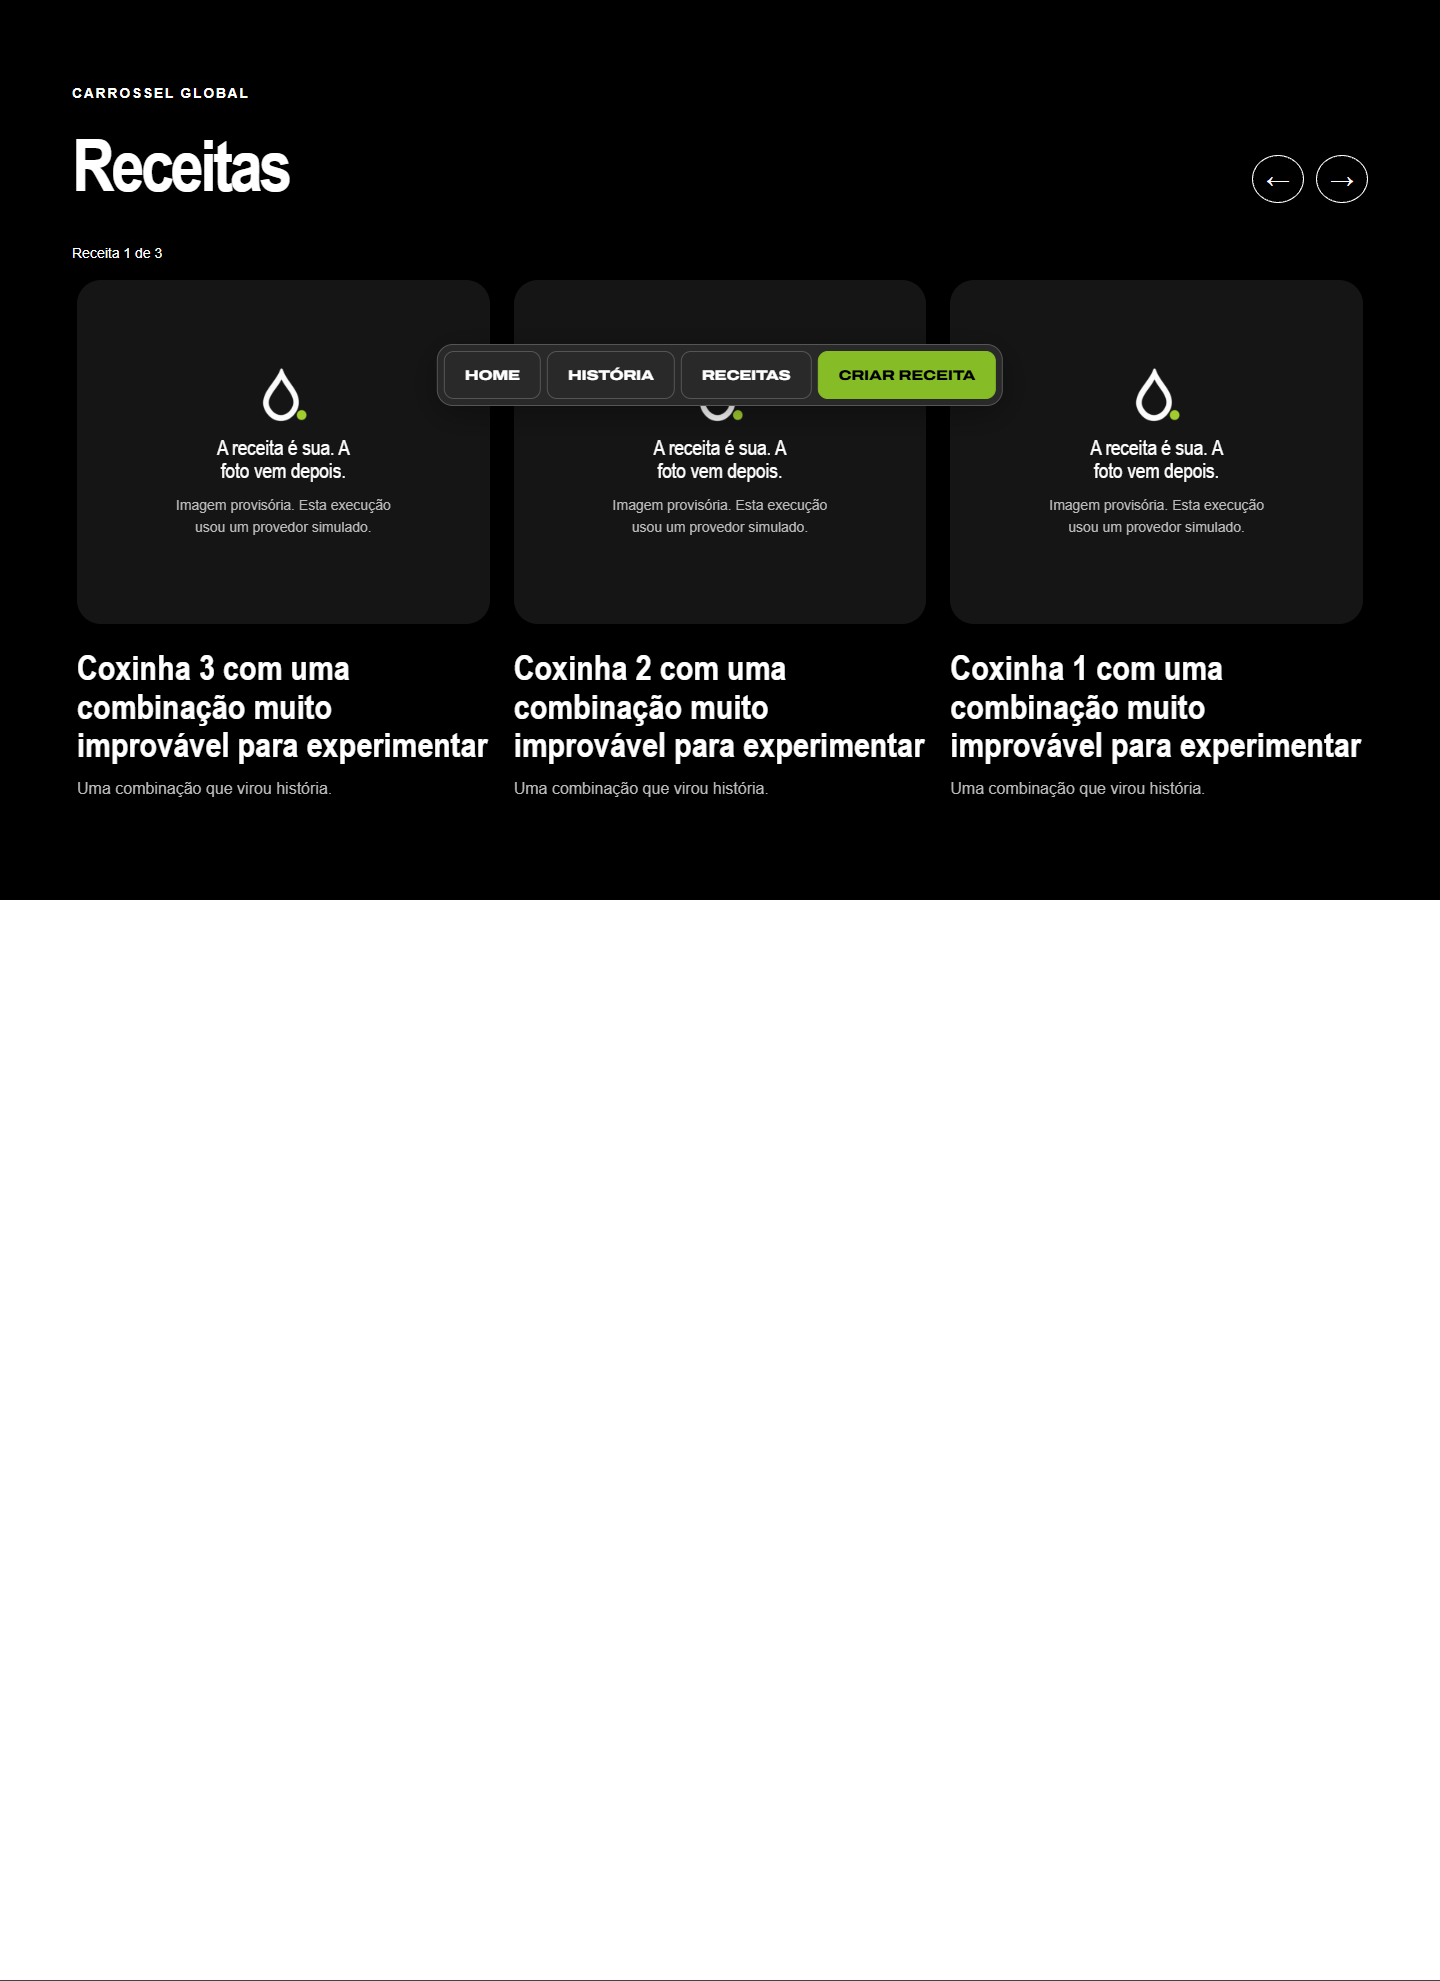 CARROSSEL GLOBAL
Receitas
← →
Receita 1 de 3
HOME HISTÓRIA RECEITAS CRIAR RECEITA
A receita é sua. A
foto vem depois.
Imagem provisória. Esta execução
usou um provedor simulado.
Coxinha 3 com uma
combinação muito
improvável para experimentar
Uma combinação que virou história.
A receita é sua. A
foto vem depois.
Imagem provisória. Esta execução
usou um provedor simulado.
Coxinha 2 com uma
combinação muito
improvável para experimentar
Uma combinação que virou história.
A receita é sua. A
foto vem depois.
Imagem provisória. Esta execução
usou um provedor simulado.
Coxinha 1 com uma
combinação muito
improvável para experimentar
Uma combinação que virou história.